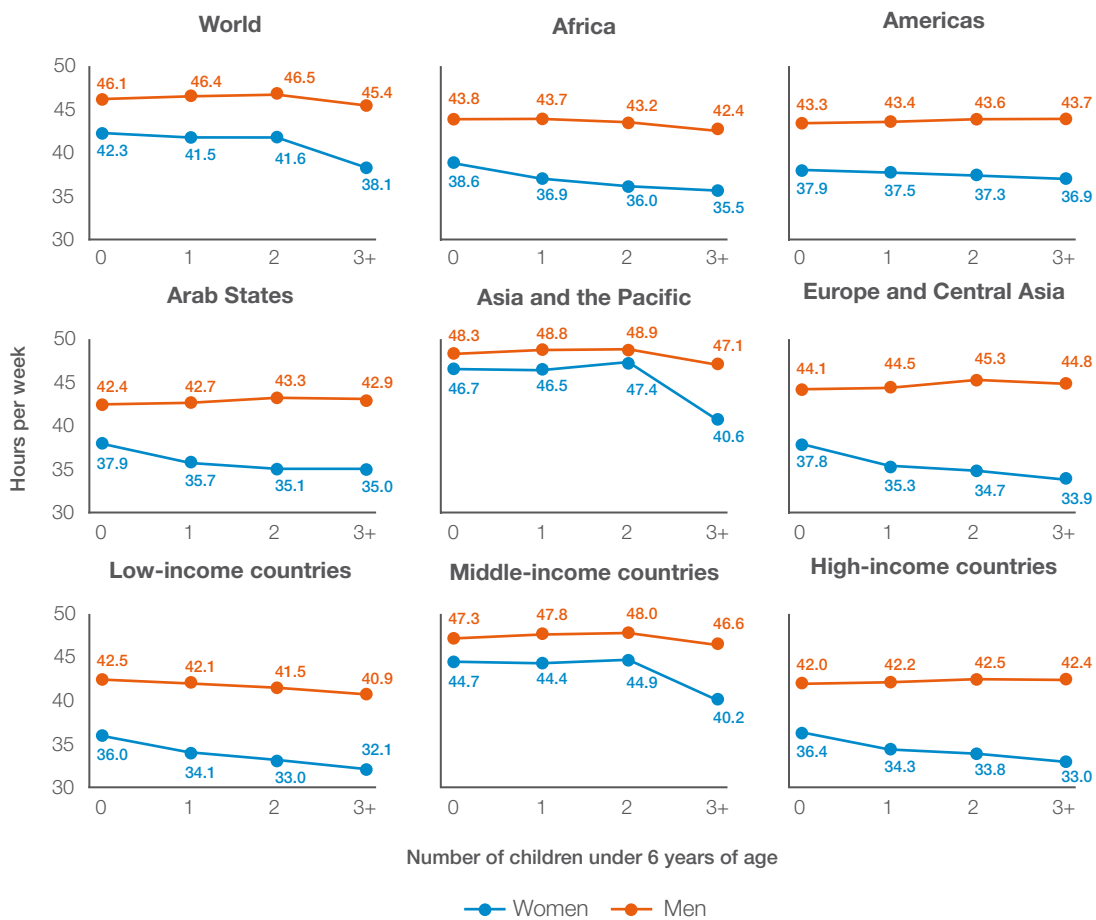 World
Africa
Americas
50
45
40
35
30
46.1 46.4 46.5 45.4
42.3 41.5 41.6 38.1
0 1 2 3+
43.8 43.7 43.2 42.4
38.6 36.9 36.0 35.5
0 1 2 3+
43.3 43.4 43.6 43.7
37.9 37.5 37.3 36.9
0 1 2 3+
Hours per week
Arab States
Asia and the Pacific
Europe and Central Asia
50
45
40
35
30
42.4 42.7 43.3 42.9
37.9 35.7 35.1 35.0
0 1 2 3+
48.3 48.8 48.9 47.1
46.7 46.5 47.4 40.6
0 1 2 3+
44.1 44.5 45.3 44.8
37.8 35.3 34.7 33.9
0 1 2 3+
Low-income countries
Middle-income countries
High-income countries
50
45
40
35
30
42.5 42.1 41.5 40.9
36.0 34.1 33.0 32.1
0 1 2 3+
47.3 47.8 48.0 46.6
44.7 44.4 44.9 40.2
0 1 2 3+
42.0 42.2 42.5 42.4
36.4 34.3 33.8 33.0
0 1 2 3+
Number of children under 6 years of age
Women Men